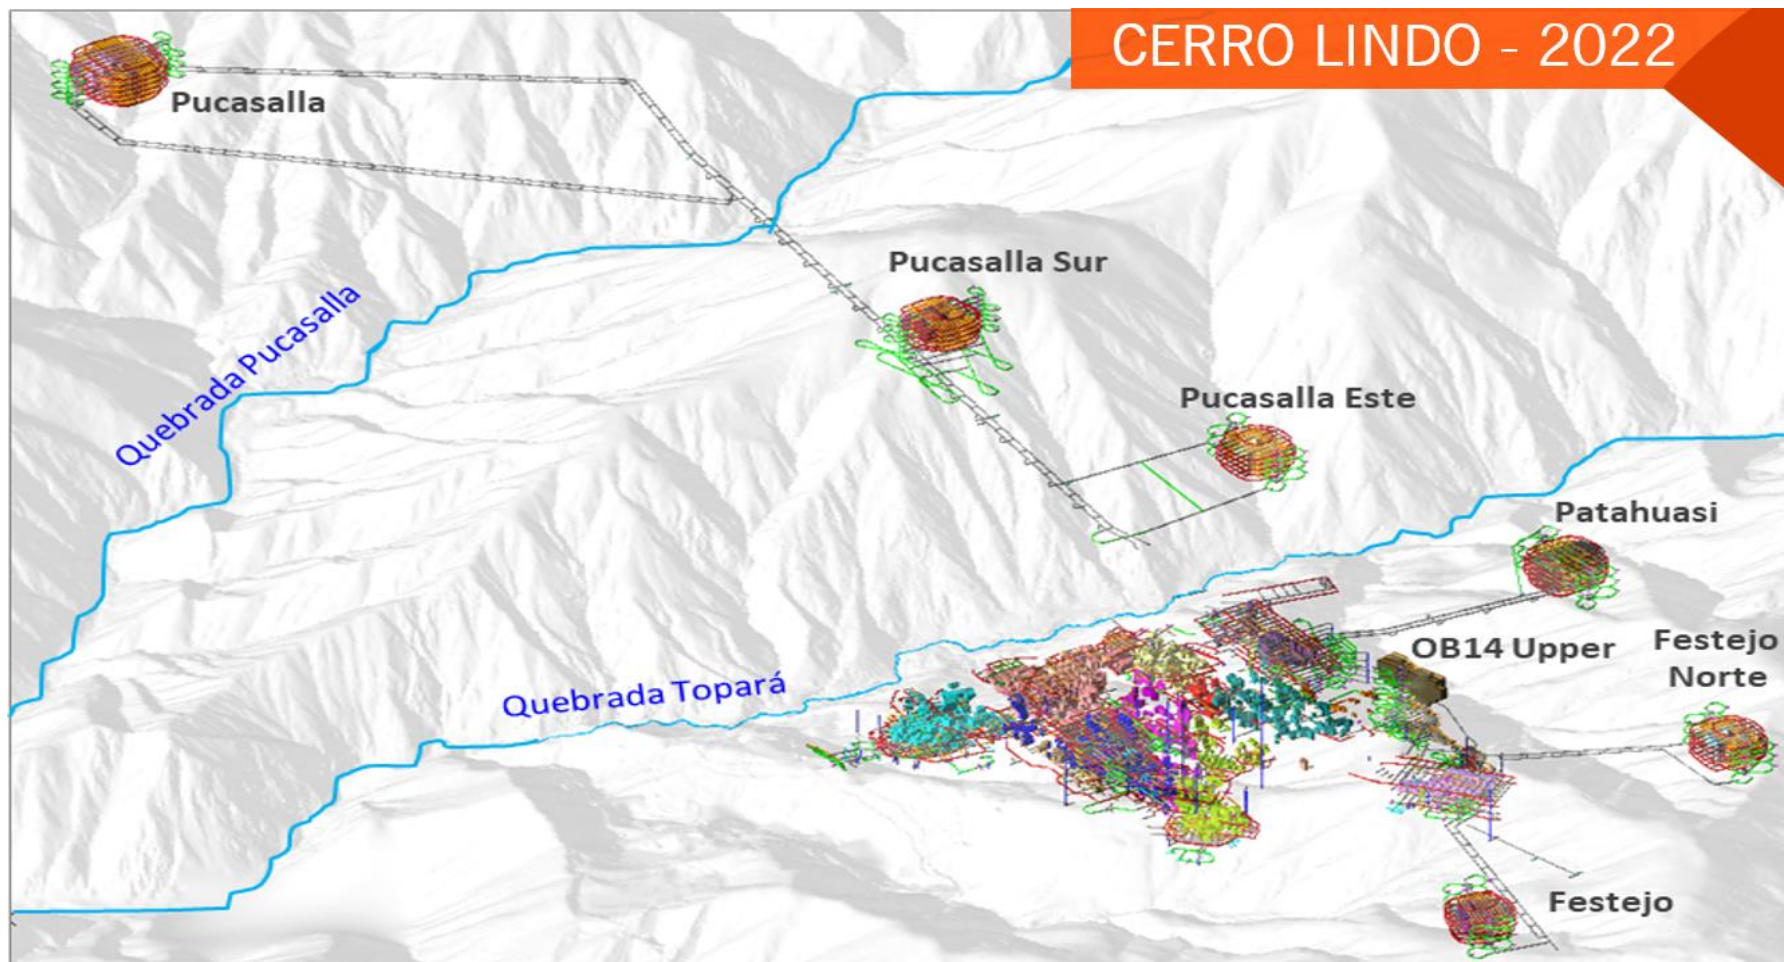 CERRO LINDO - 2022
Pucasalla
Pucasalla Sur
Quebrada Pucasalla
Pucasalla Este
Patahuasi
OB14 Upper
Festejo
Norte
Quebrada Topará
Festejo